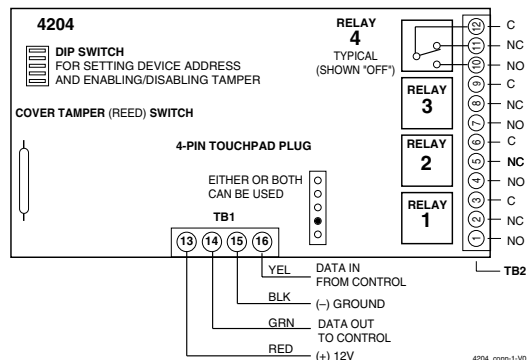 4204
DIP SWITCH
FOR SETTING DEVICE ADDRESS
AND ENABLING/DISABLING TAMPER
COVER TAMPER (REED) SWITCH
4-PIN TOUCHPAD PLUG
EITHER OR BOTH
CAN BE USED
TB1
13 14 15 16
RELAY
4
TYPICAL
(SHOWN "OFF")
RELAY
3
RELAY
2
RELAY
1
12 C
11 NC
10 NO
9 C
8 NC
7 NO
6 C
5 NC
4 NO
3 C
2 NC
1 NO
TB2
YEL DATA IN
FROM CONTROL
BLK (–) GROUND
GRN DATA OUT
TO CONTROL
RED (+) 12V
4204_conn-1-V0